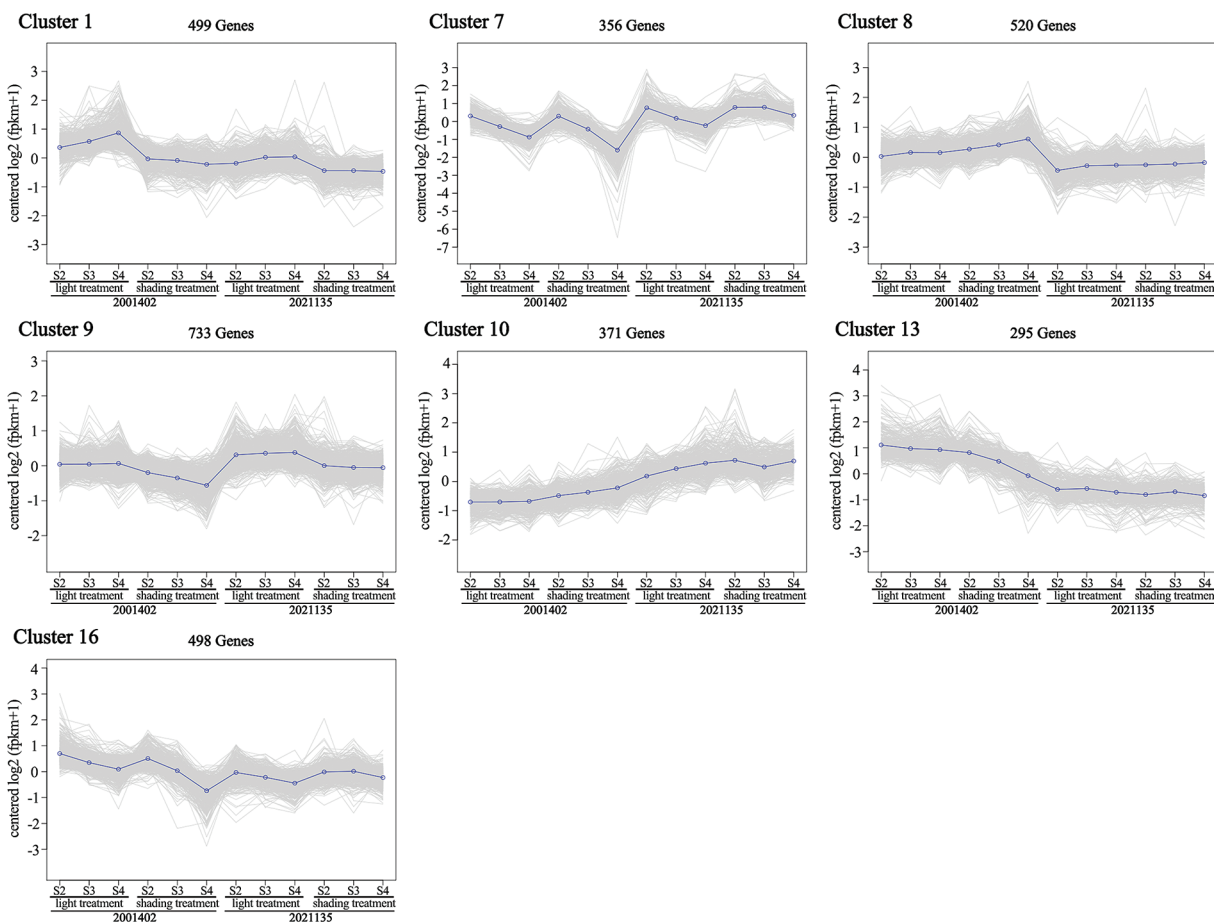 Cluster 1
499 Genes
centered log2 (fpkm+1)
3
2
1
0
-1
-2
-3
S2 S3 S4 S2 S3 S4 S2 S3 S4 S2 S3 S4
light treatment shading treatment light treatment shading treatment
2001402 2021135
Cluster 7
356 Genes
centered log2 (fpkm+1)
3
2
1
0
-1
-2
-3
-4
-5
-6
-7
S2 S3 S4 S2 S3 S4 S2 S3 S4 S2 S3 S4
light treatment shading treatment light treatment shading treatment
2001402 2021135
Cluster 8
520 Genes
centered log2 (fpkm+1)
3
2
1
0
-1
-2
-3
S2 S3 S4 S2 S3 S4 S2 S3 S4 S2 S3 S4
light treatment shading treatment light treatment shading treatment
2001402 2021135
Cluster 9
733 Genes
centered log2 (fpkm+1)
3
2
1
0
-1
-2
S2 S3 S4 S2 S3 S4 S2 S3 S4 S2 S3 S4
light treatment shading treatment light treatment shading treatment
2001402 2021135
Cluster 10
371 Genes
centered log2 (fpkm+1)
4
3
2
1
0
-1
-2
S2 S3 S4 S2 S3 S4 S2 S3 S4 S2 S3 S4
light treatment shading treatment light treatment shading treatment
2001402 2021135
Cluster 13
295 Genes
centered log2 (fpkm+1)
4
3
2
1
0
-1
-2
-3
S2 S3 S4 S2 S3 S4 S2 S3 S4 S2 S3 S4
light treatment shading treatment light treatment shading treatment
2001402 2021135
Cluster 16
498 Genes
centered log2 (fpkm+1)
4
3
2
1
0
-1
-2
-3
S2 S3 S4 S2 S3 S4 S2 S3 S4 S2 S3 S4
light treatment shading treatment light treatment shading treatment
2001402 2021135